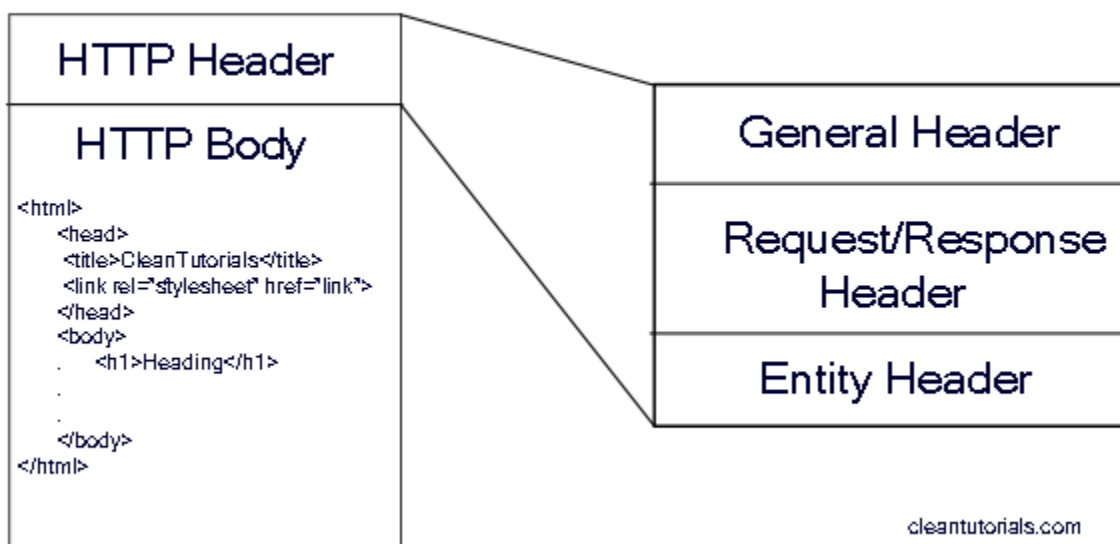 HTTP Header
HTTP Body
<html>
<head>
<title>CleanTutorials</title>
<link rel="stylesheet" href="link">
</head>
<body>
. <h1>Heading</h1>
.
.
</body>
</html>
General Header
Request/Response
Header
Entity Header
cleantutorials.com